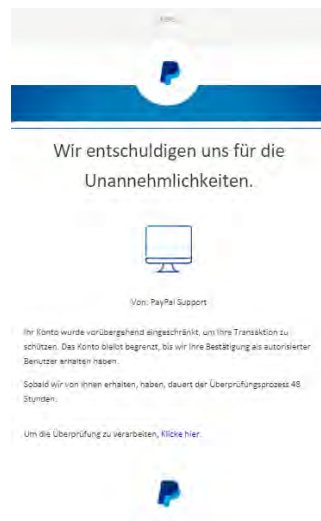 Wir entschuldigen uns für die
Unannehmlichkeiten.
Von: PayPal Support
Ihr Konto wurde vorübergehend eingeschränkt, um Ihre Transaktion zu
schützen. Das Konto bleibt begrenzt, bis wir Ihre Bestätigung als autorisierter
Benutzer erhalten haben.
Sobald wir von Ihnen erhalten, haben, dauert der Überprüfungsprozess 48
Stunden.
Um die Überprüfung zu verarbeiten, Klicke hier.